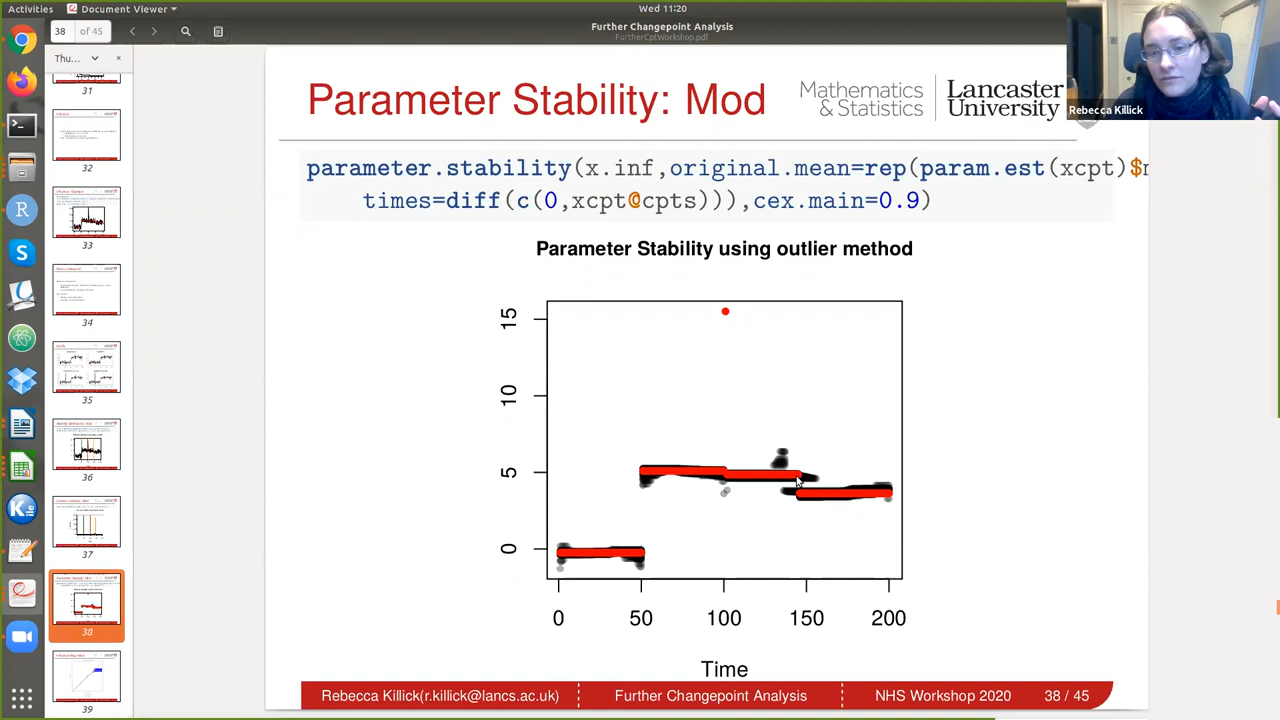 Activities
Document Viewer
Wed 11:20
38
of 45
Further Changepoint Analysis
FurtherCptWorkshop.pdf
Thu...
31
32
33
34
35
36
37
38
39
Parameter Stability: Mod
Mathematics
& Statistics
Lancaster
University
Rebecca Killick
parameter.stability(x.inf,original.mean=rep(param.est(xcpt)$
times=diff(c(0,xcpt@cpts))),cex.main=0.9)
Parameter Stability using outlier method
15
10
5
0
0 50 100 150 200
Time
Rebecca Killick(r.killick@lancs.ac.uk)
Further Changepoint Analysis
NHS Workshop 2020
38 / 45